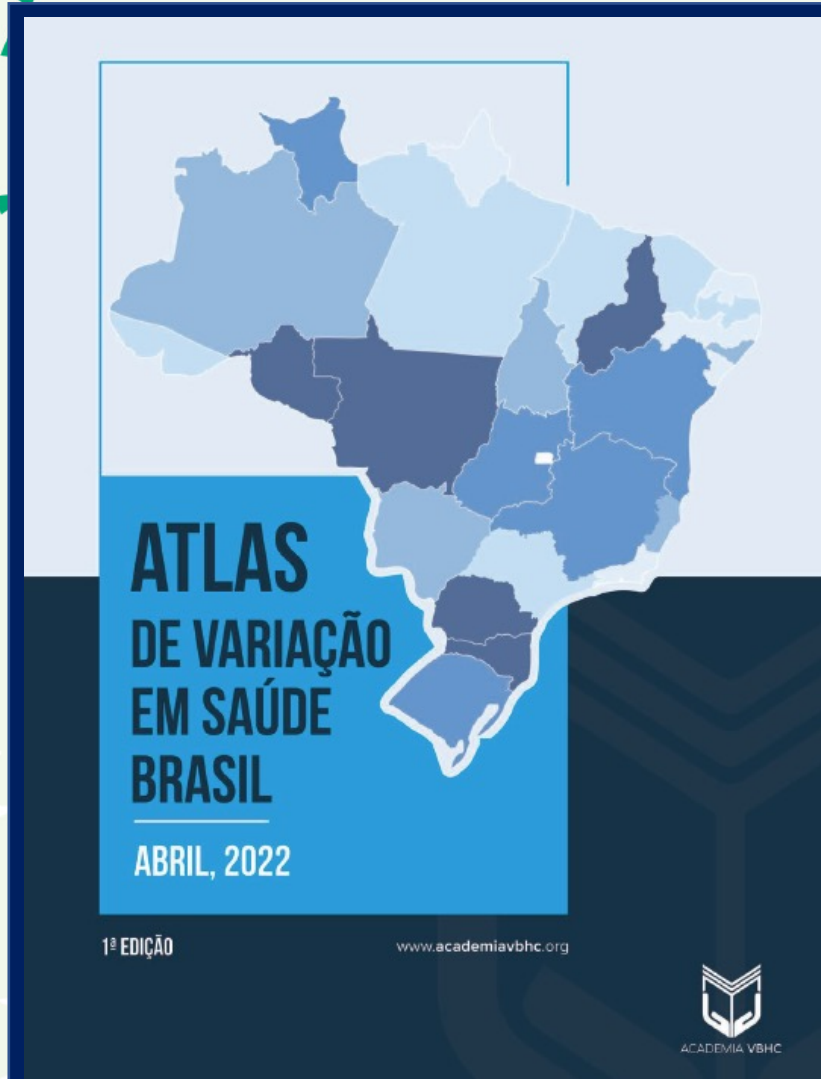 ATLAS
DE VARIAÇÃO
EM SAÚDE
BRASIL
ABRIL, 2022
1ª EDIÇÃO
www.academiavbhc.org
ACADEMIA VBHC